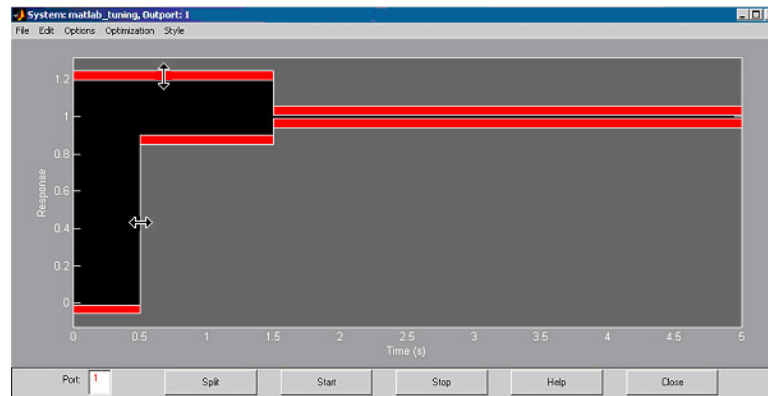 System: matlab_tuning, Outport: 1
File Edit Options Optimization Style
1.2
1
0.8
0.6
0.4
0.2
0
Response
0 0.5 1 1.5 2 2.5 3 3.5 4 4.5 5
Time (s)
Port: 1 Split Start Stop Help Close